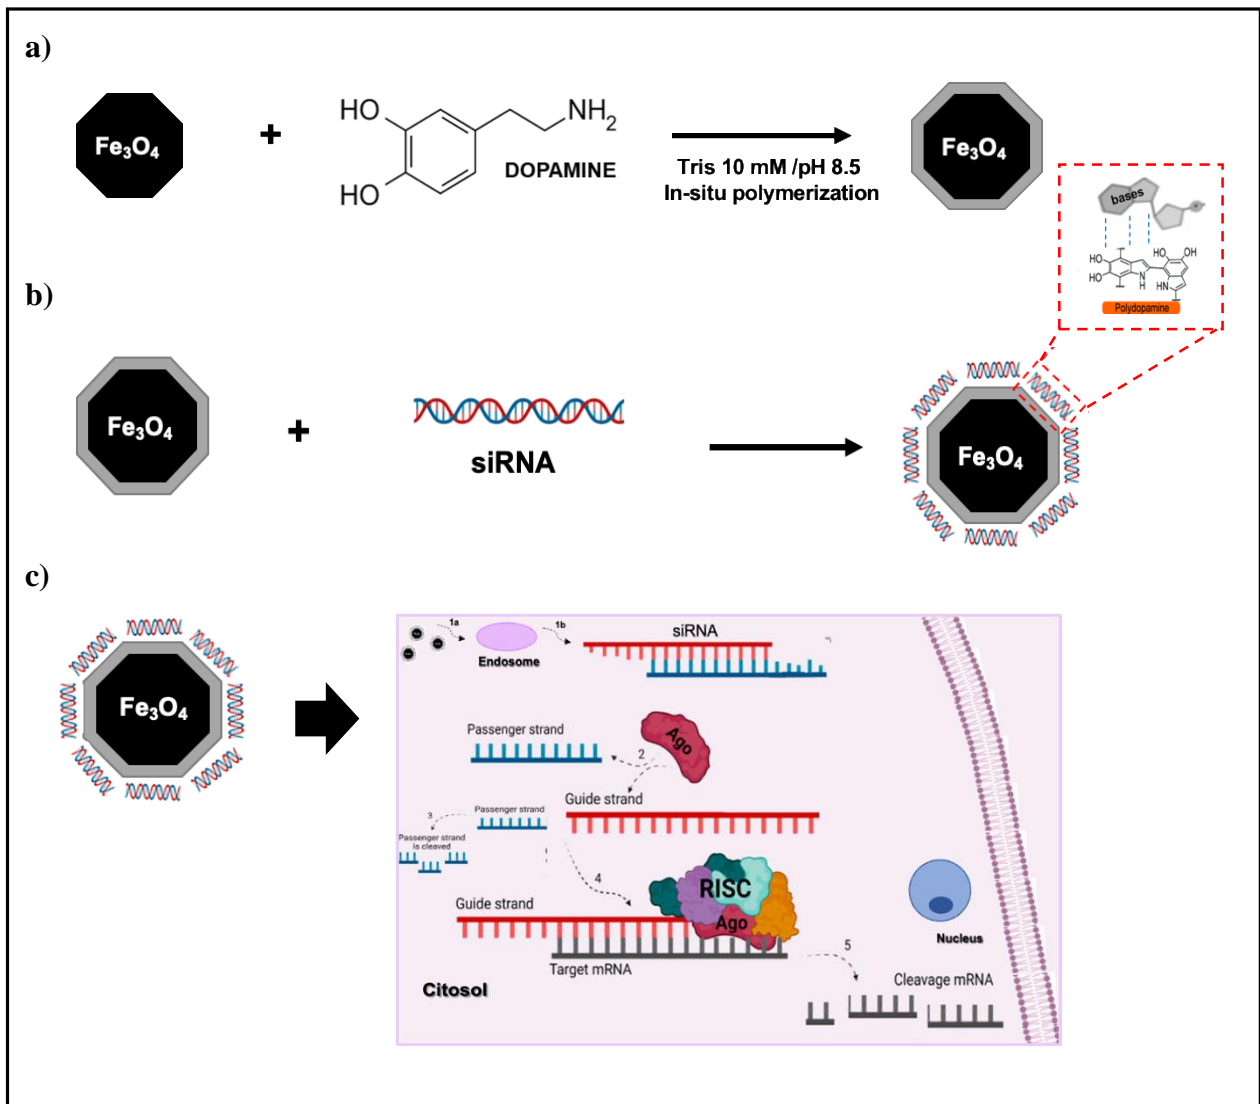 a)
Fe3O4
+
HO
HO
NH2
DOPAMINE
Tris 10 mM /pH 8.5
In-situ polymerization
Fe3O4
bases
HO
HO
N
H
HO
OH
HN
Polydopamine
b)
Fe3O4
+
siRNA
Fe3O4
c)
Fe3O4
1a
Endosome
1b
siRNA
Passenger strand
2
Ago
Guide strand
3
Passenger strand
Passenger strand
is cleaved
4
RISC
Ago
Guide strand
Target mRNA
5
Cleavage mRNA
Nucleus
Citosol